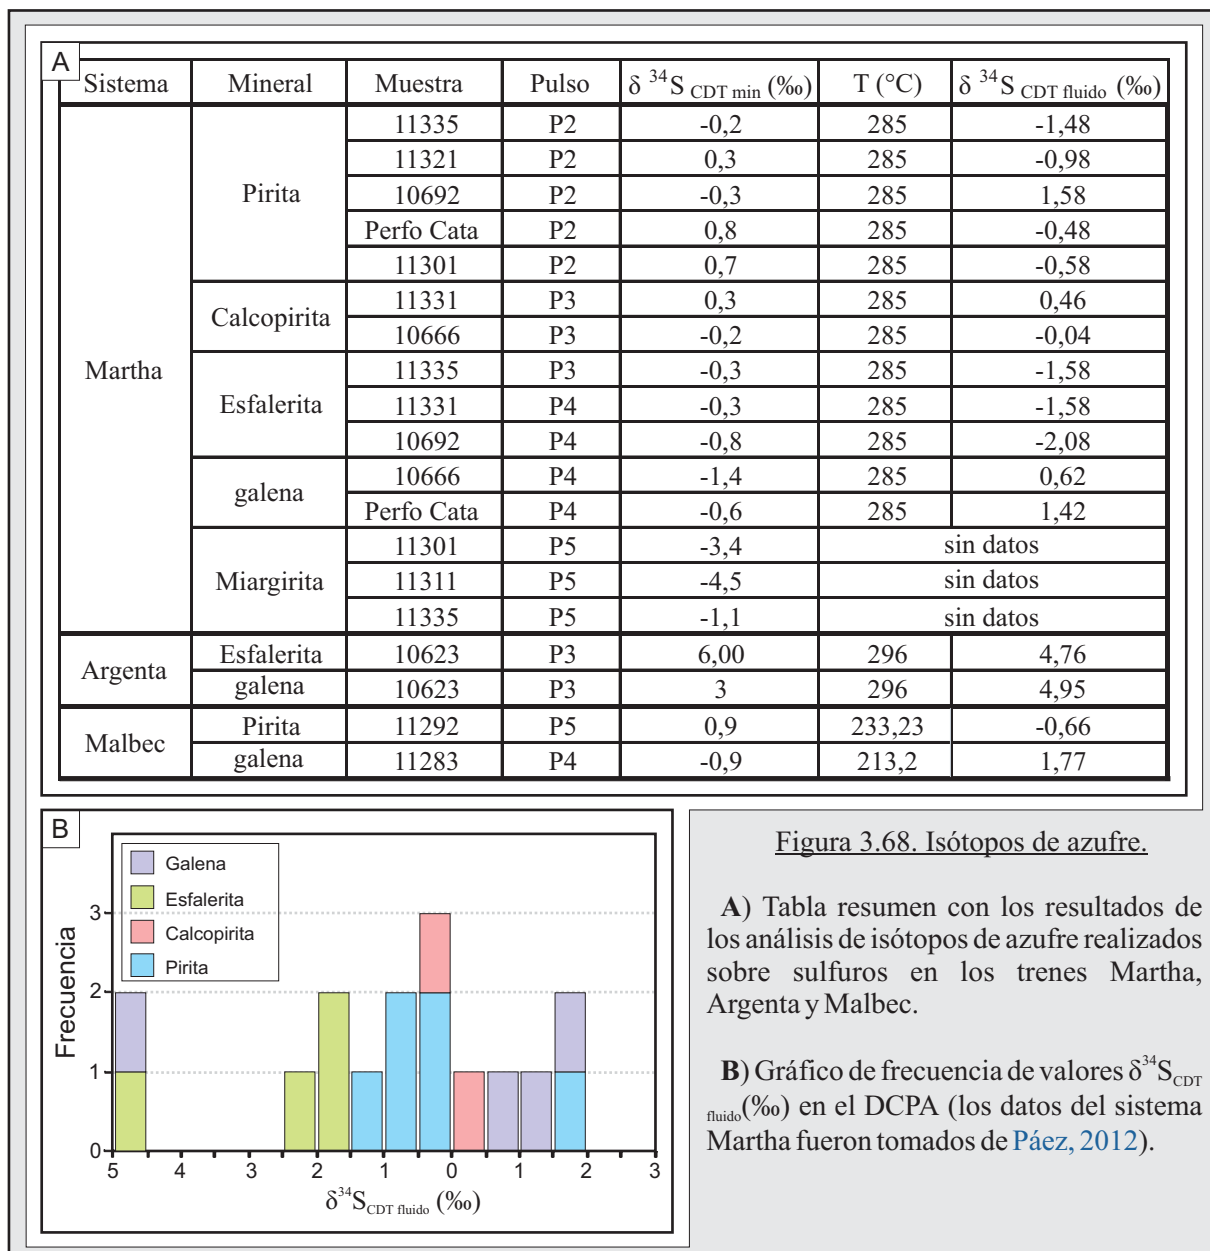 A
Sistema Mineral Muestra Pulso δ 34S CDT min (‰) T (°C) δ 34S CDT fluido (‰)
Martha Pirita 11335 P2 -0,2 285 -1,48
11321 P2 0,3 285 -0,98
10692 P2 -0,3 285 1,58
Perfo Cata P2 0,8 285 -0,48
11301 P2 0,7 285 -0,58
Calcopirita 11331 P3 0,3 285 0,46
10666 P3 -0,2 285 -0,04
Esfalerita 11335 P3 -0,3 285 -1,58
11331 P4 -0,3 285 -1,58
10692 P4 -0,8 285 -2,08
galena 10666 P4 -1,4 285 0,62
Perfo Cata P4 -0,6 285 1,42
Miargirita 11301 P5 -3,4 sin datos
11311 P5 -4,5 sin datos
11335 P5 -1,1 sin datos
Argenta Esfalerita 10623 P3 6,00 296 4,76
galena 10623 P3 3 296 4,95
Malbec Pirita 11292 P5 0,9 233,23 -0,66
galena 11283 P4 -0,9 213,2 1,77
B
Galena
Esfalerita
Calcopirita
Pirita
Frecuencia
3
2
1
0
5 4 3 2 1 0 1 2 3
δ34S CDT fluido (‰)
Figura 3.68. Isótopos de azufre.
A) Tabla resumen con los resultados de
los análisis de isótopos de azufre realizados
sobre sulfuros en los trenes Martha,
Argenta y Malbec.
B) Gráfico de frecuencia de valores δ34S CDT
fluido(‰) en el DCPA (los datos del sistema
Martha fueron tomados de Páez, 2012).